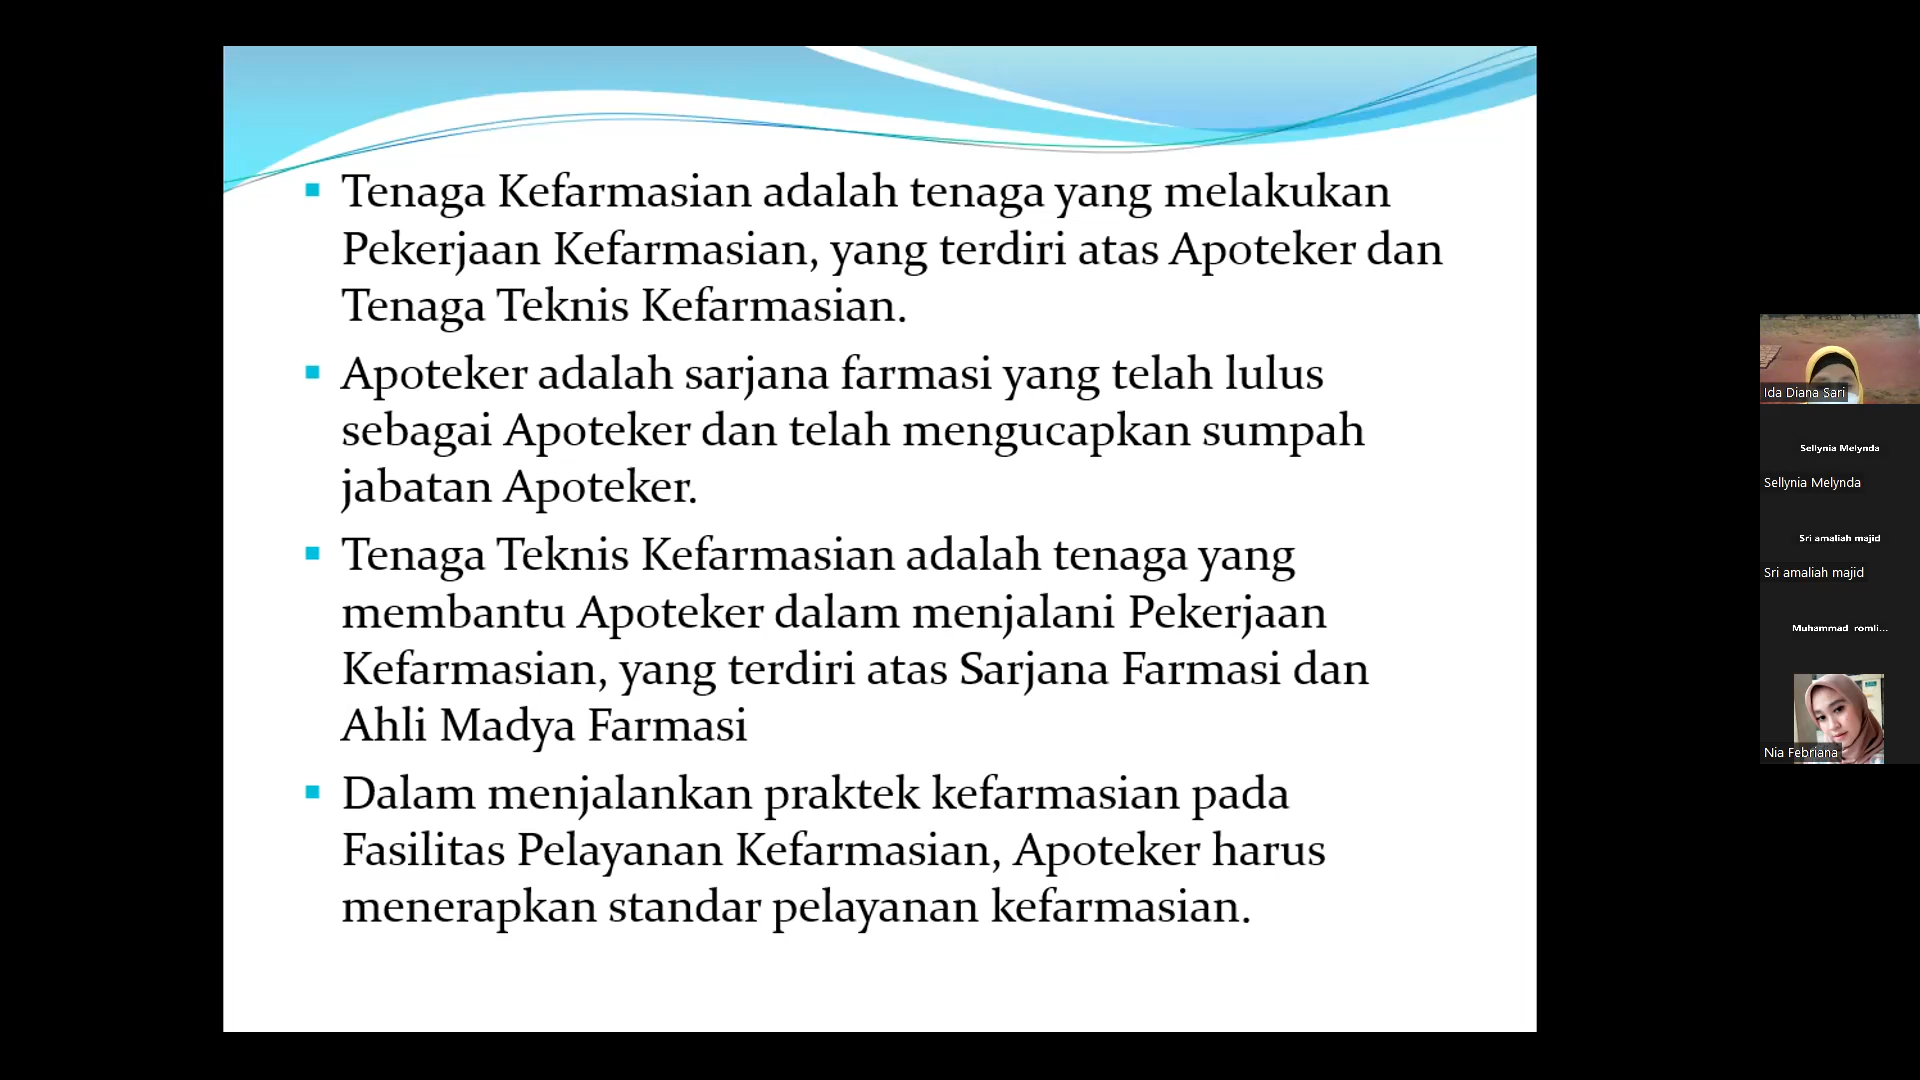 Tenaga Kefarmasian adalah tenaga yang melakukan
Pekerjaan Kefarmasian, yang terdiri atas Apoteker dan
Tenaga Teknis Kefarmasian.
Apoteker adalah sarjana farmasi yang telah lulus
sebagai Apoteker dan telah mengucapkan sumpah
jabatan Apoteker.
Tenaga Teknis Kefarmasian adalah tenaga yang
membantu Apoteker dalam menjalani Pekerjaan
Kefarmasian, yang terdiri atas Sarjana Farmasi dan
Ahli Madya Farmasi
Dalam menjalankan praktek kefarmasian pada
Fasilitas Pelayanan Kefarmasian, Apoteker harus
menerapkan standar pelayanan kefarmasian.
Ida Diana Sari
Sellynia Melynda
Sellynia Melynda
Sri amaliah majid
Sri amaliah majid
Muhammad romli...
Nia Febriana